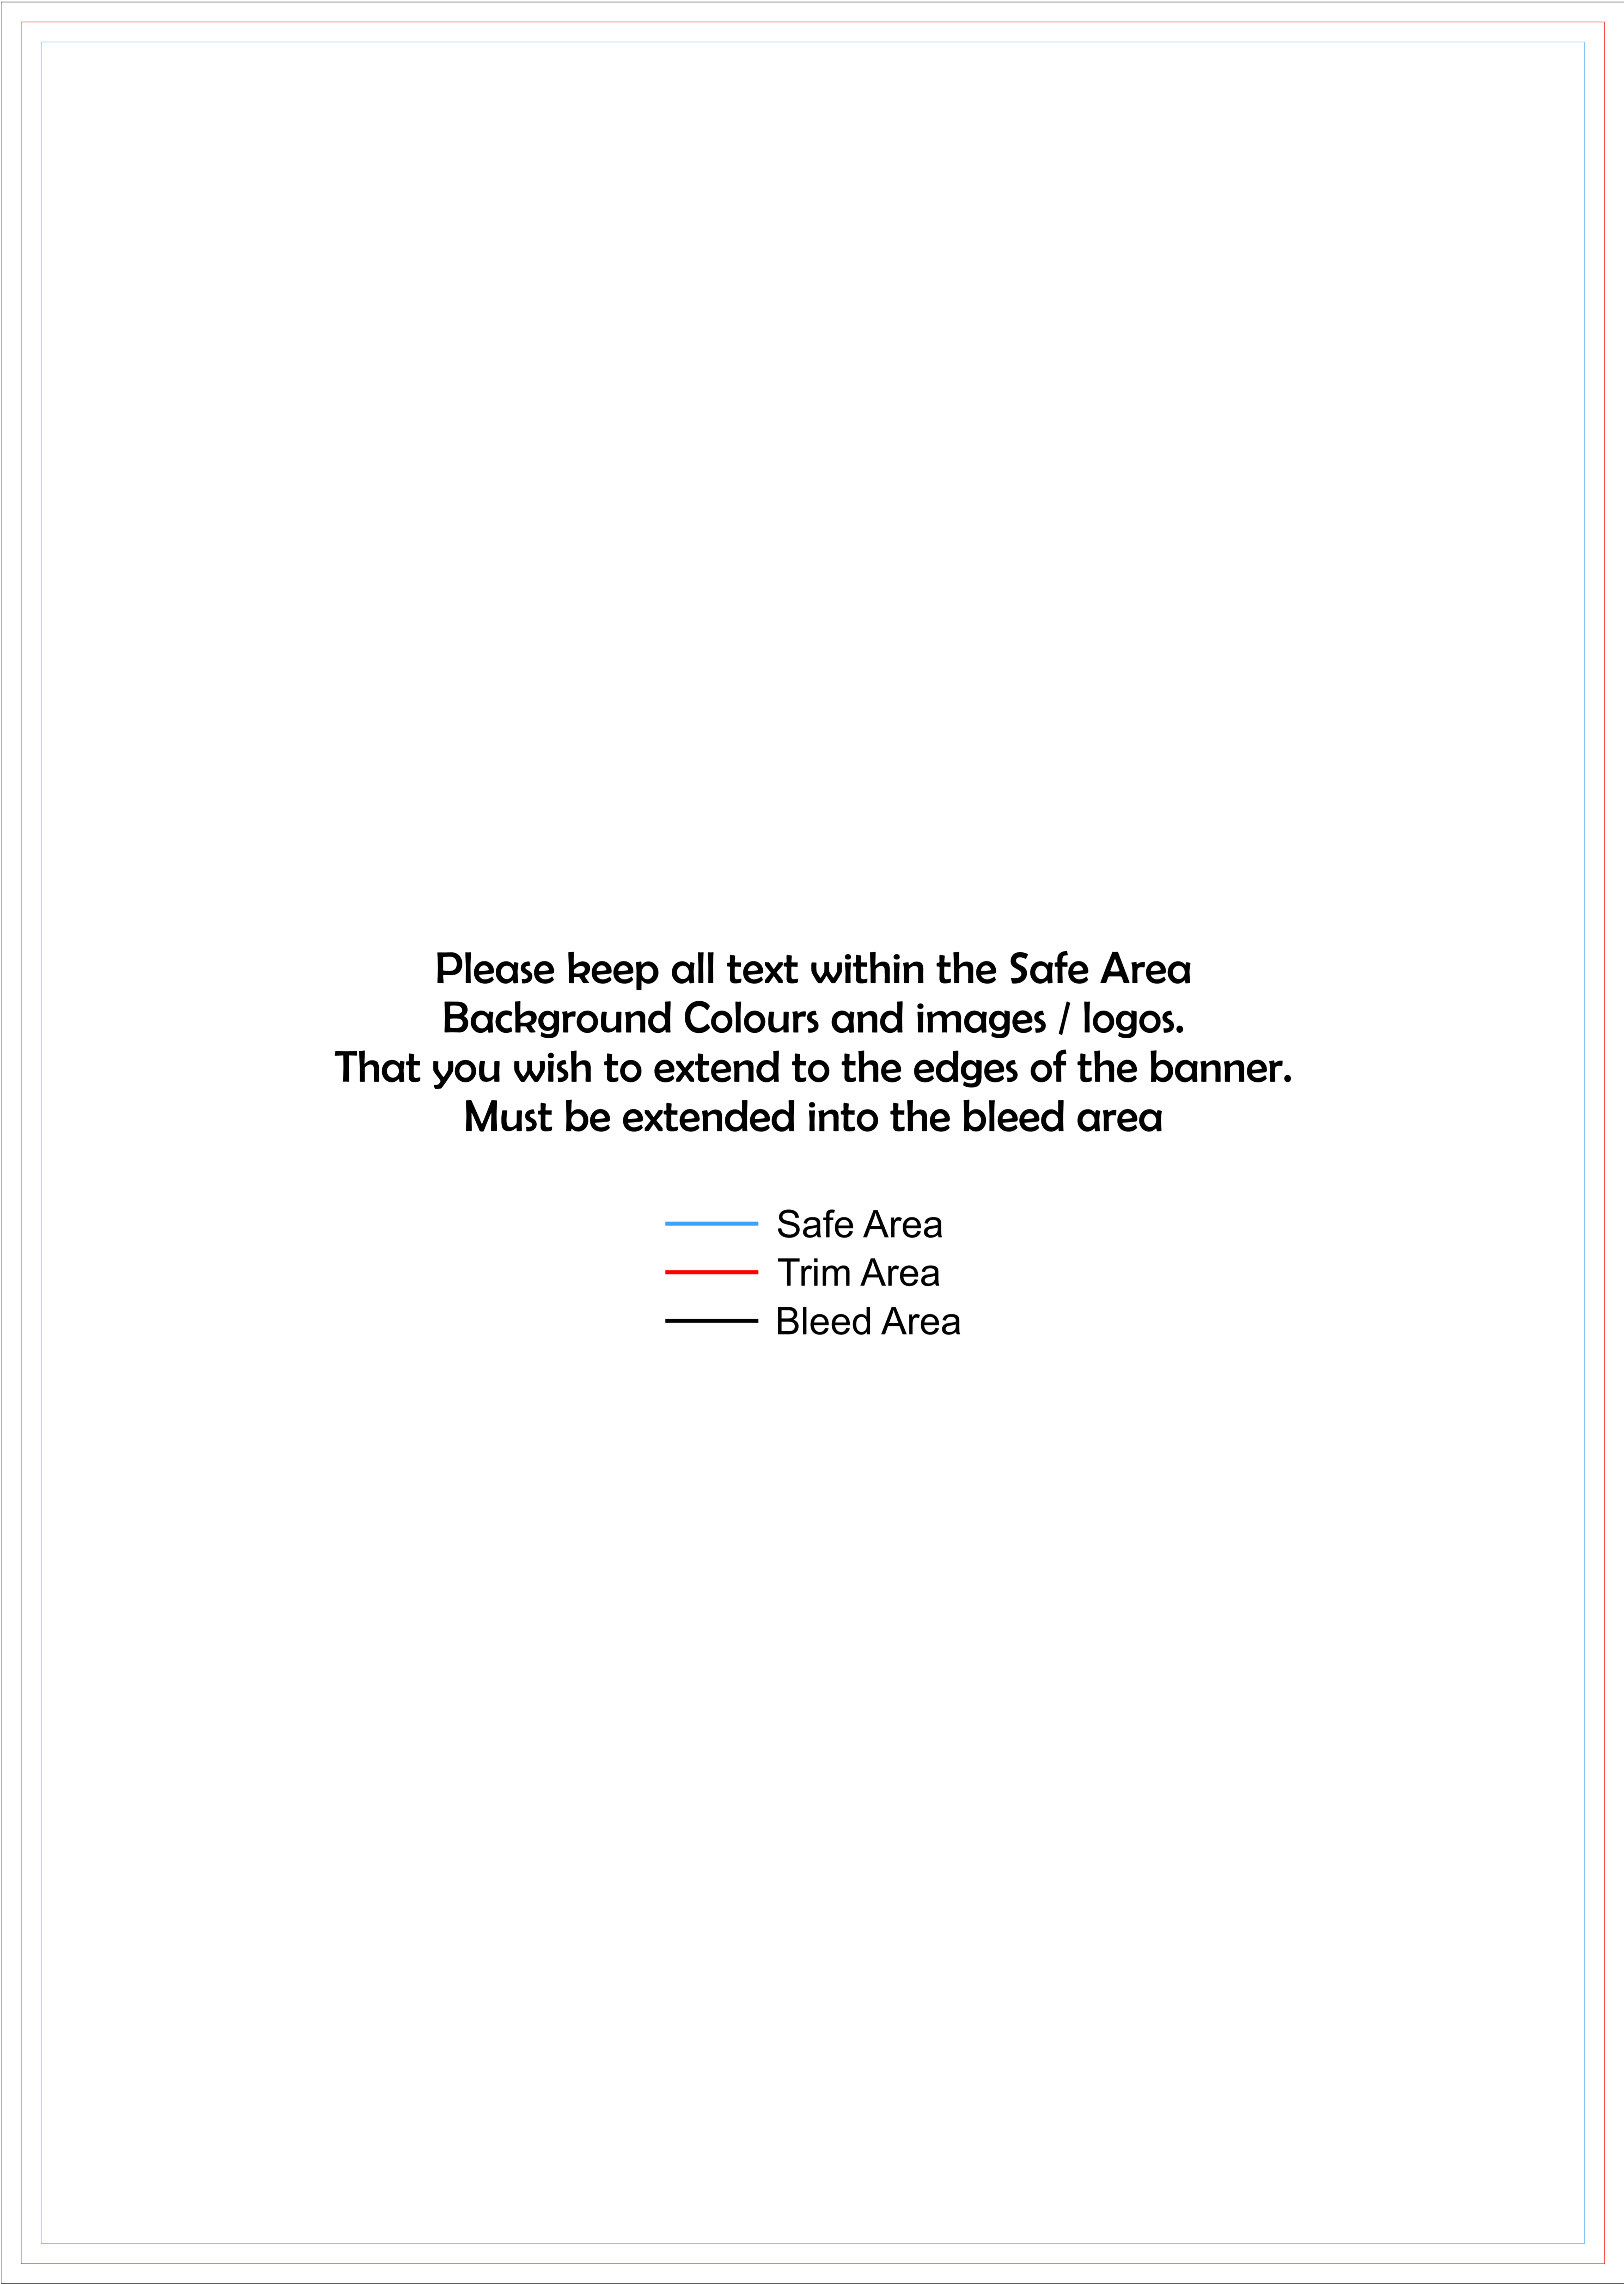 Please keep all text within the Safe Area
Background Colours and images / logos.
That you wish to extend to the edges of the banner.
Must be extended into the bleed area
Safe Area
Trim Area
Bleed Area